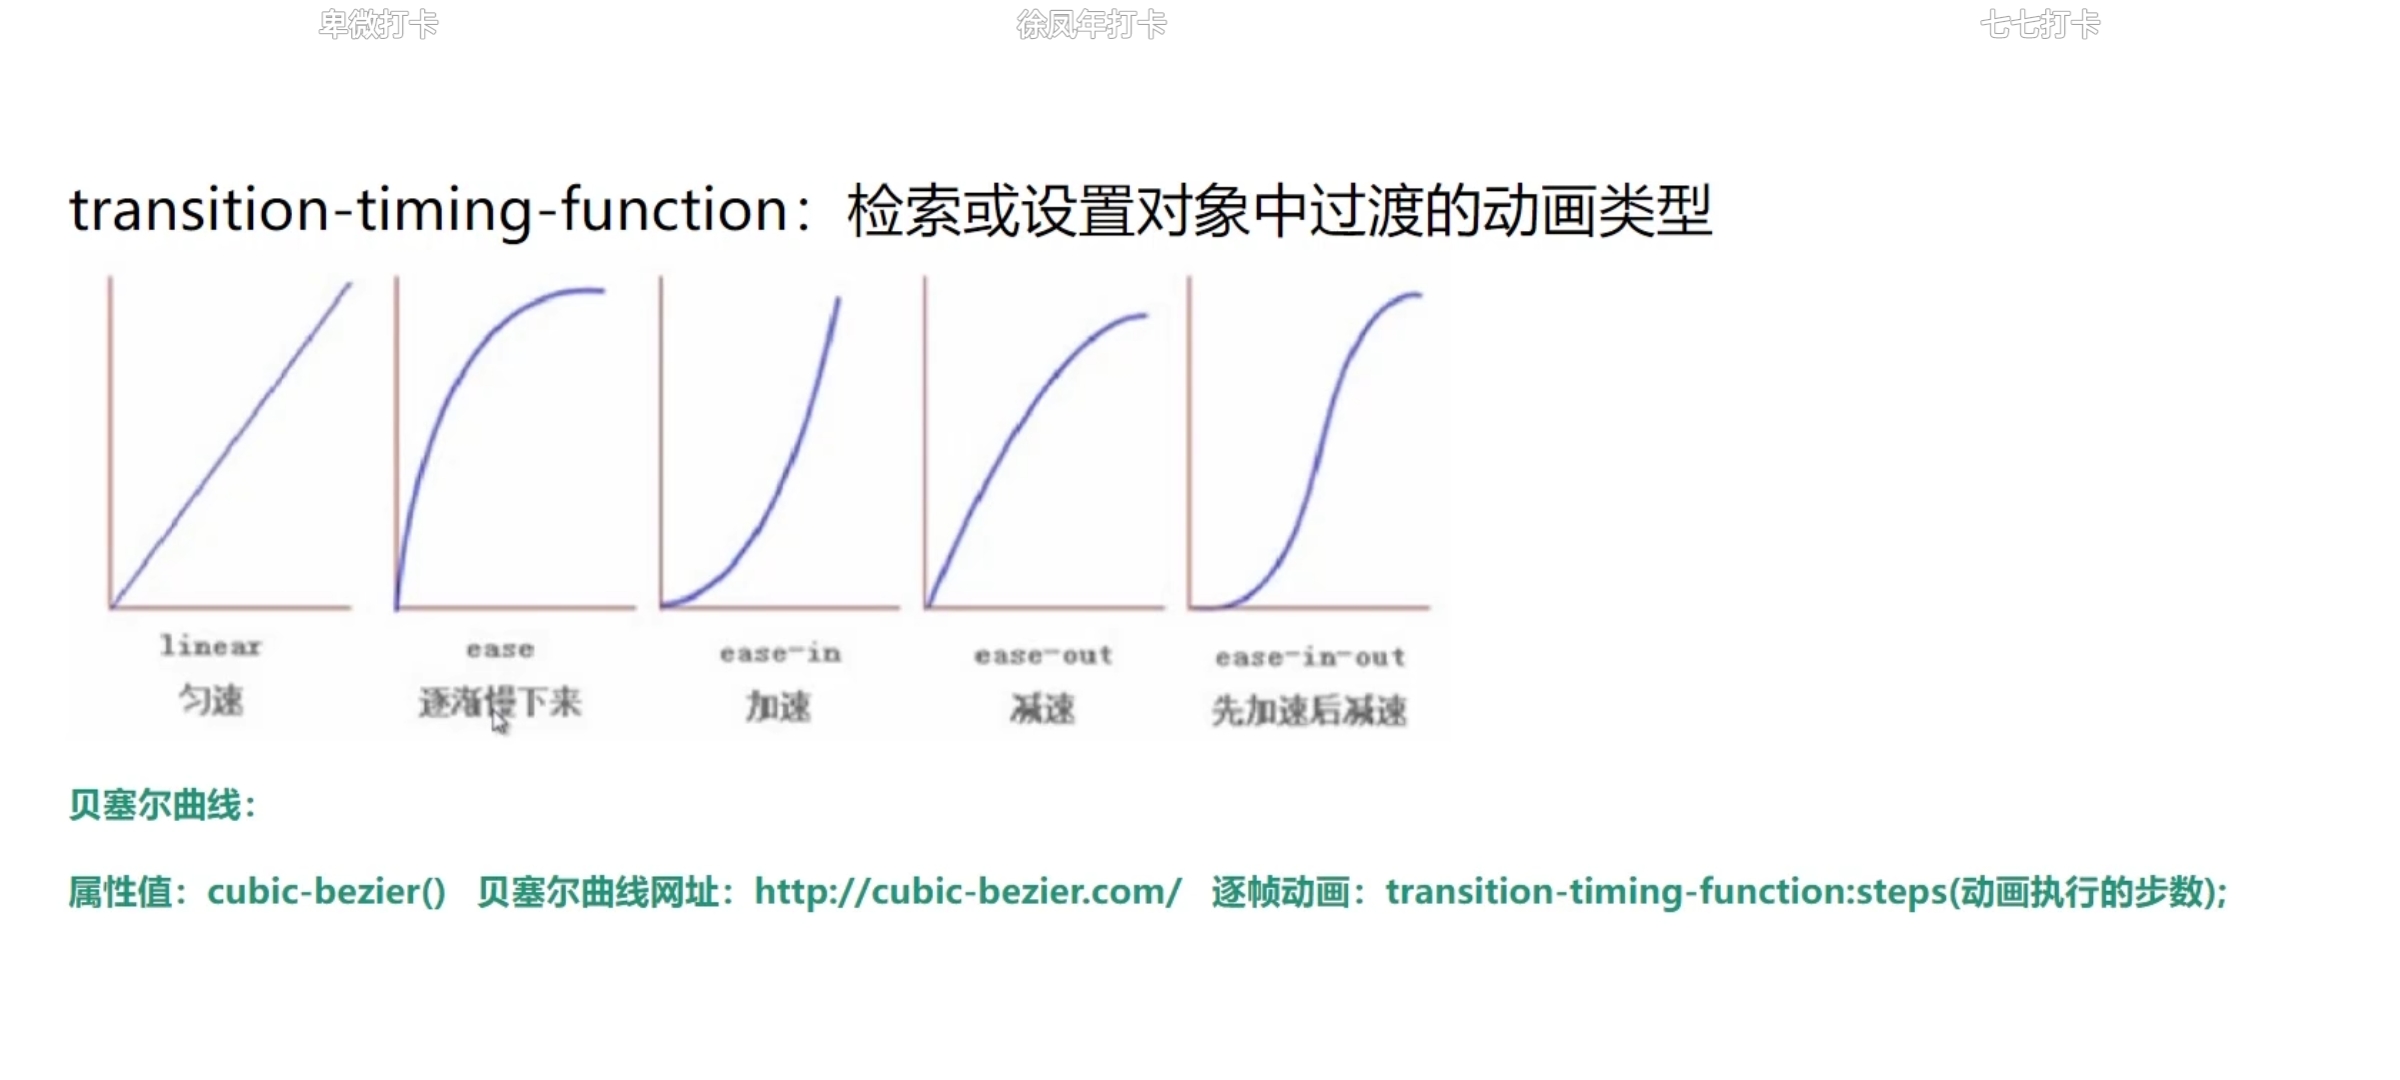 卑微打卡 徐凤年打卡 七七打卡
transition-timing-function：检索或设置对象中过渡的动画类型
linear ease ease-in ease-out ease-in-out
匀速 逐渐慢下来 加速 减速 先加速后减速
贝塞尔曲线：
属性值：cubic-bezier() 贝塞尔曲线网址：http://cubic-bezier.com/ 逐帧动画：transition-timing-function:steps(动画执行的步数);